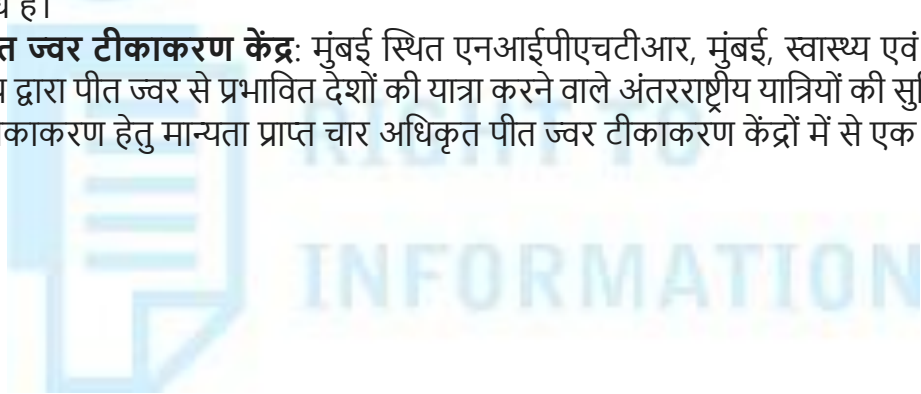 है।
ज्वर टीकाकरण केंद्र: मुंबई स्थित एनआईपीएचटीआर, मुंबई, स्वास्थ्य एवं
द्वारा पीत ज्वर से प्रभावित देशों की यात्रा करने वाले अंतरराष्ट्रीय यात्रियों की
हेतु मान्यता प्राप्त चार अधिकृत पीत ज्वर टीकाकरण केंद्रों में से एक
RIGHT TO
INFORMATION